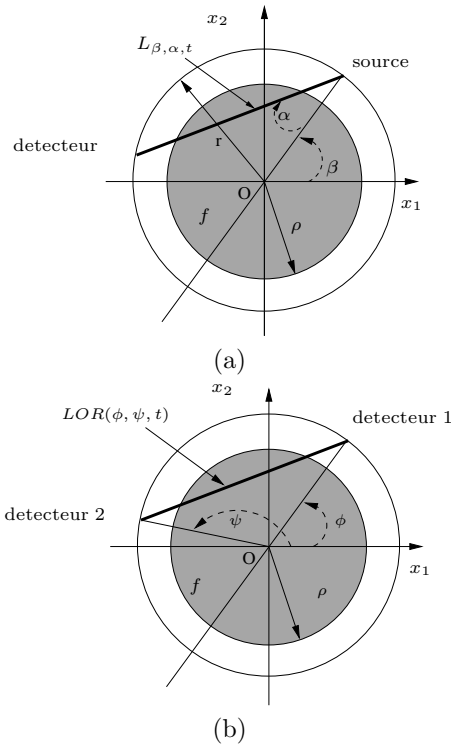 x₂
L_{β,α,t}
source
α
detecteur
r
β
O
x₁
f
ρ
(a)
x₂
LOR(ϕ, ψ, t)
detecteur 1
detecteur 2
ψ
ϕ
O
x₁
f
ρ
(b)